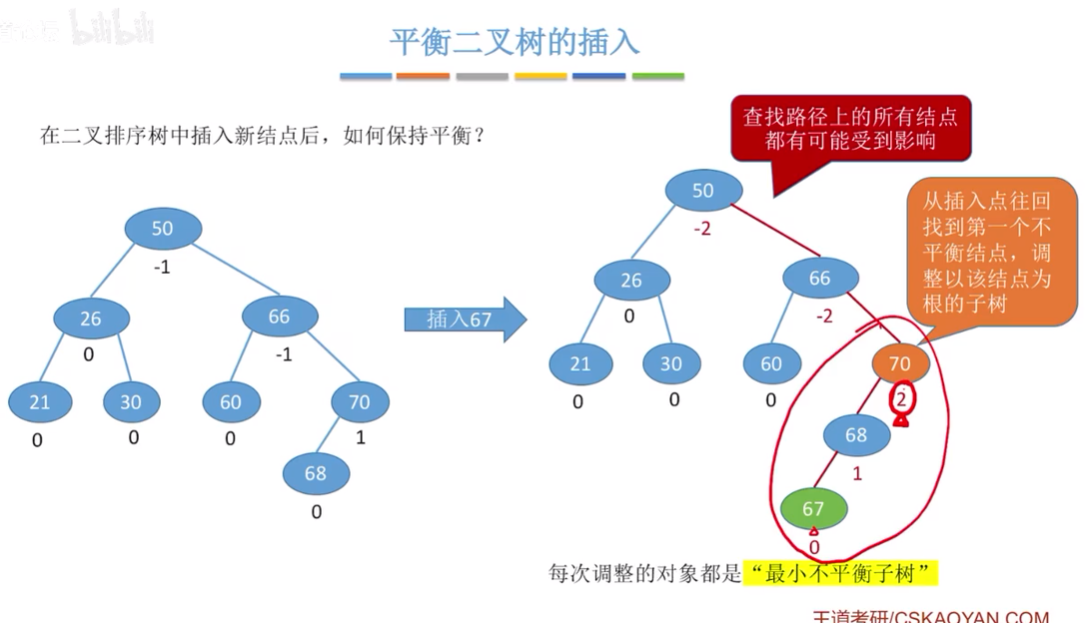 bilibili
平衡二叉树的插入
在二叉排序树中插入新结点后，如何保持平衡？
查找路径上的所有结点
都有可能受到影响
从插入点往回
找到第一个不
平衡结点，调
整以该结点为
根的子树
50
-1
26
0
66
-1
21
0
30
0
60
0
70
1
68
0
插入67
50
-2
26
0
66
-2
21
0
30
0
60
0
70
2
68
1
67
0
每次调整的对象都是“最小不平衡子树”
王道考研/CSKAOYAN.COM